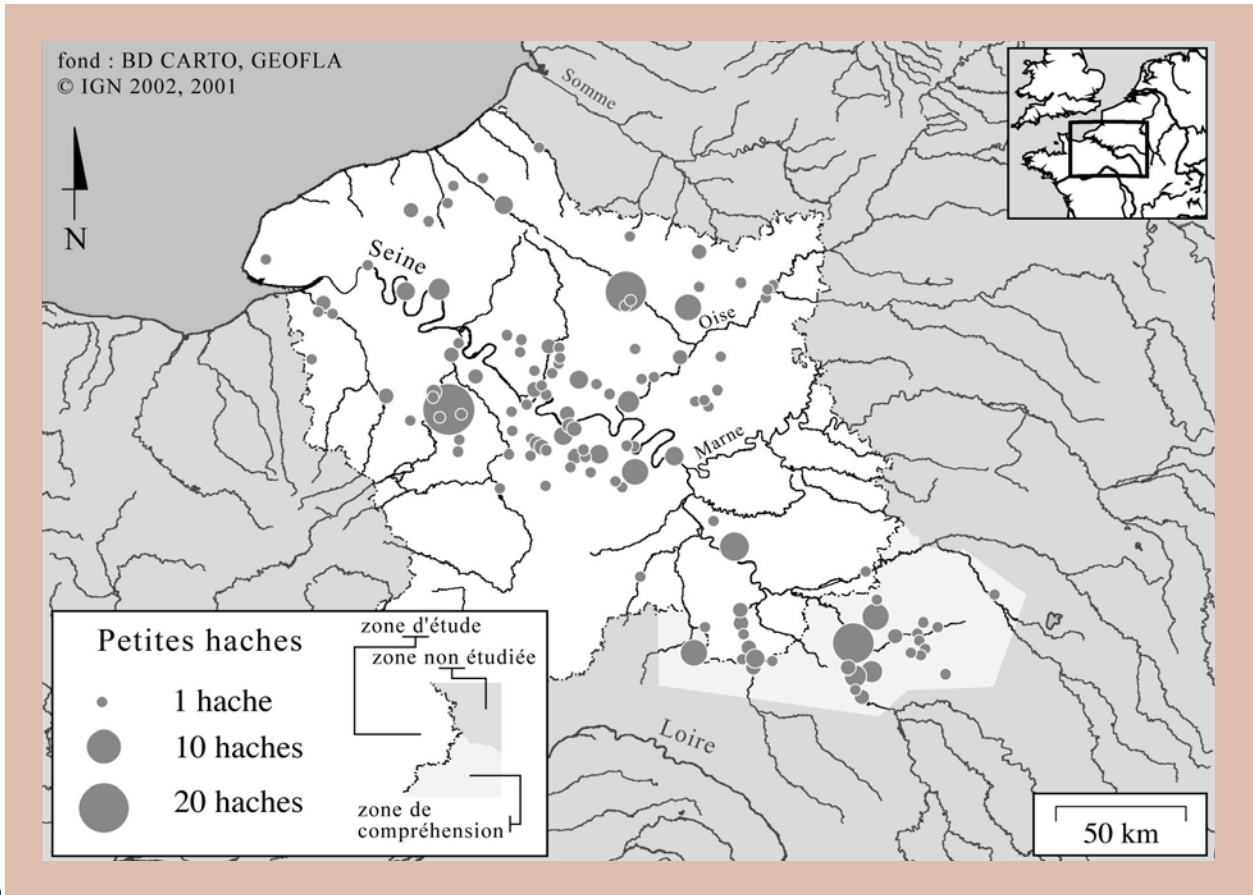 fond : BD CARTO, GEOFLA
© IGN 2002, 2001
Somme
N
Seine
Oise
Marne
Loire
Petites haches
1 hache
10 haches
20 haches
zone d'étude
zone non étudiée
zone de
compréhension
50 km